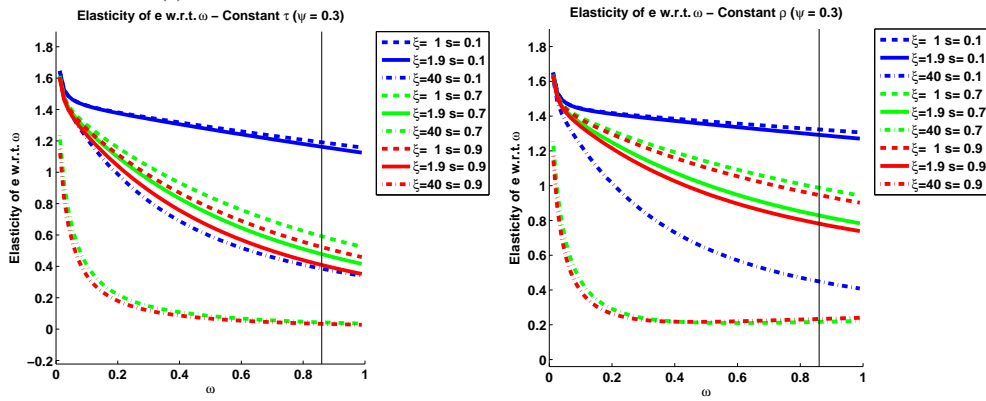 Elasticity of e w.r.t. ω – Constant τ (ψ = 0.3)
1.8
1.6
1.4
1.2
1
0.8
0.6
0.4
0.2
0
−0.2
Elasticity of e w.r.t. ω
0 0.2 0.4 0.6 0.8 1
ω
ξ= 1 s= 0.1
ξ=1.9 s= 0.1
ξ=40 s= 0.1
ξ= 1 s= 0.7
ξ=1.9 s= 0.7
ξ=40 s= 0.7
ξ= 1 s= 0.9
ξ=1.9 s= 0.9
ξ=40 s= 0.9
Elasticity of e w.r.t. ω – Constant ρ (ψ = 0.3)
1.8
1.6
1.4
1.2
1
0.8
0.6
0.4
0.2
0
Elasticity of e w.r.t. ω
0 0.2 0.4 0.6 0.8 1
ω
ξ= 1 s= 0.1
ξ=1.9 s= 0.1
ξ=40 s= 0.1
ξ= 1 s= 0.7
ξ=1.9 s= 0.7
ξ=40 s= 0.7
ξ= 1 s= 0.9
ξ=1.9 s= 0.9
ξ=40 s= 0.9